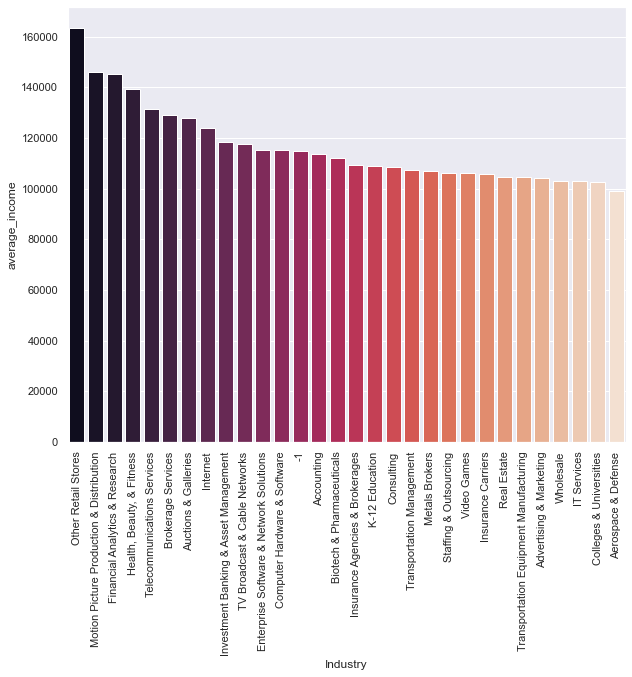 160000
140000
120000
100000
80000
60000
40000
20000
0
average_income
Other Retail Stores
Motion Picture Production & Distribution
Financial Analytics & Research
Health, Beauty, & Fitness
Telecommunications Services
Brokerage Services
Auctions & Galleries
Internet
Investment Banking & Asset Management
TV Broadcast & Cable Networks
Enterprise Software & Network Solutions
Computer Hardware & Software
-1
Accounting
Biotech & Pharmaceuticals
Insurance Agencies & Brokerages
K-12 Education
Consulting
Transportation Management
Metals Brokers
Staffing & Outsourcing
Video Games
Insurance Carriers
Real Estate
Transportation Equipment Manufacturing
Advertising & Marketing
Wholesale
IT Services
Colleges & Universities
Aerospace & Defense
Industry